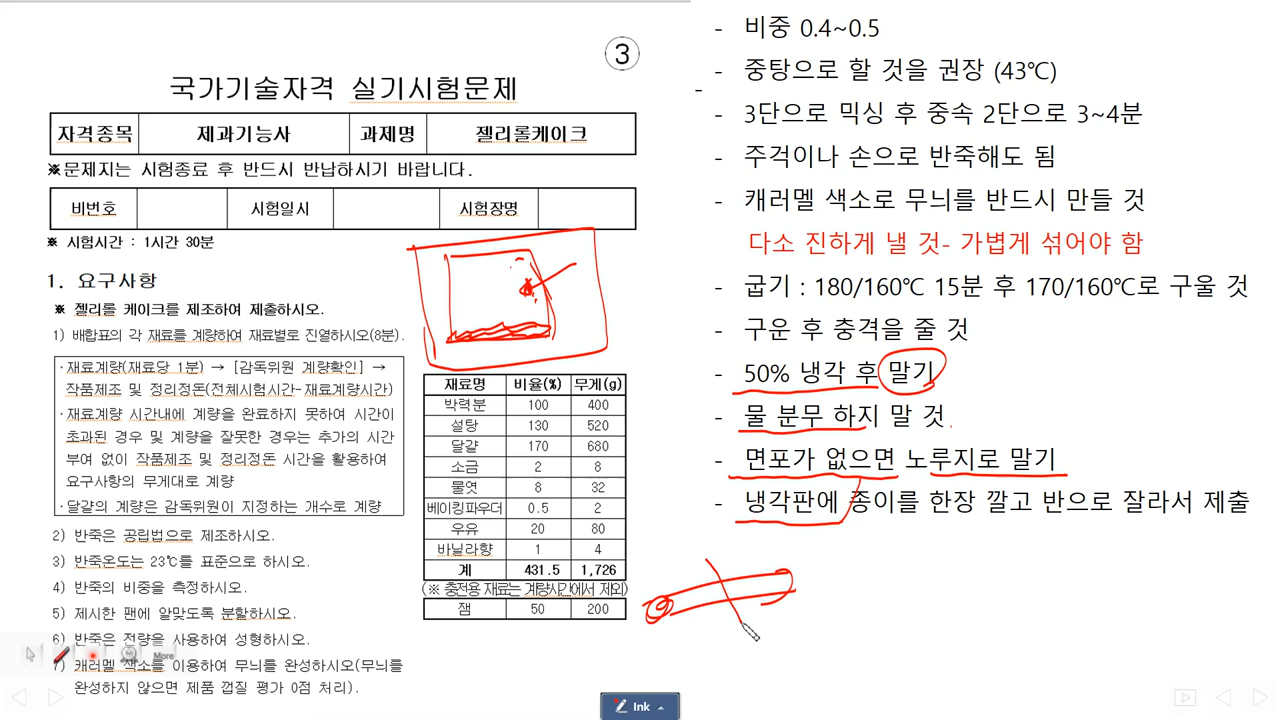 ③
국가기술자격 실기시험문제
자격종목 제과기능사 과제명 젤리롤케이크
※문제지는 시험종료 후 반드시 반납하시기 바랍니다.
비번호 시험일시 시험장명
※ 시험시간 : 1시간 30분
1. 요구사항
※ 젤리롤 케이크를 제조하여 제출하시오.
1) 배합표의 각 재료를 계량하여 재료별로 진열하시오(8분).
·재료계량(재료당 1분) → [감독위원 계량확인] →
작품제조 및 정리정돈(전체시험시간-재료계량시간)
·재료계량 시간내에 계량을 완료하지 못하여 시간이
초과된 경우 및 계량을 잘못한 경우는 추가의 시간
부여 없이 작품제조 및 정리정돈 시간을 활용하여
요구사항의 무게대로 계량
·달걀의 계량은 감독위원이 지정하는 개수로 계량
2) 반죽은 공립법으로 제조하시오.
3) 반죽온도는 23℃를 표준으로 하시오.
4) 반죽의 비중을 측정하시오.
5) 제시한 팬에 알맞도록 분할하시오.
6) 반죽은 전량을 사용하여 성형하시오.
7) 캐러멜 색소를 이용하여 무늬를 완성하시오(무늬를
완성하지 않으면 제품 껍질 평가 0점 처리).
재료명 비율(%) 무게(g)
박력분 100 400
설탕 130 520
달걀 170 680
소금 2 8
물엿 8 32
베이킹파우더 0.5 2
우유 20 80
바닐라향 1 4
계 431.5 1,726
(※ 충전용 재료는 계량시간에서 제외)
잼 50 200
- 비중 0.4~0.5
- 중탕으로 할 것을 권장 (43℃)
-
- 3단으로 믹싱 후 중속 2단으로 3~4분
- 주걱이나 손으로 반죽해도 됨
- 캐러멜 색소로 무늬를 반드시 만들 것
다소 진하게 낼 것- 가볍게 섞어야 함
- 굽기 : 180/160℃ 15분 후 170/160℃로 구울 것
- 구운 후 충격을 줄 것
- 50% 냉각 후 말기
- 물 분무 하지 말 것
- 면포가 없으면 노루지로 말기
- 냉각판에 종이를 한장 깔고 반으로 잘라서 제출
More
Ink